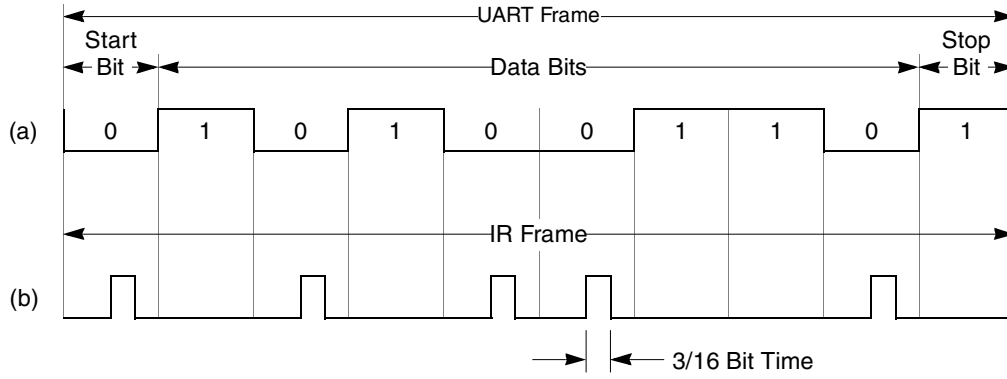 UART Frame
Start
Bit
Data Bits
Stop
Bit
(a)
0 1 0 1 0 0 1 1 0 1
IR Frame
(b)
3/16 Bit Time